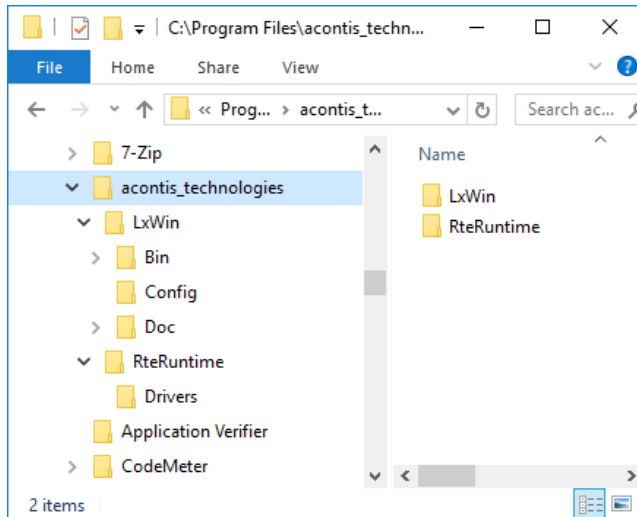 C:\Program Files\acontis_techn...
File Home Share View
« Prog... > acontis_t... Search ac...
7-Zip
acontis_technologies
LxWin
Bin
Config
Doc
RteRuntime
Drivers
Application Verifier
CodeMeter
Name
LxWin
RteRuntime
2 items